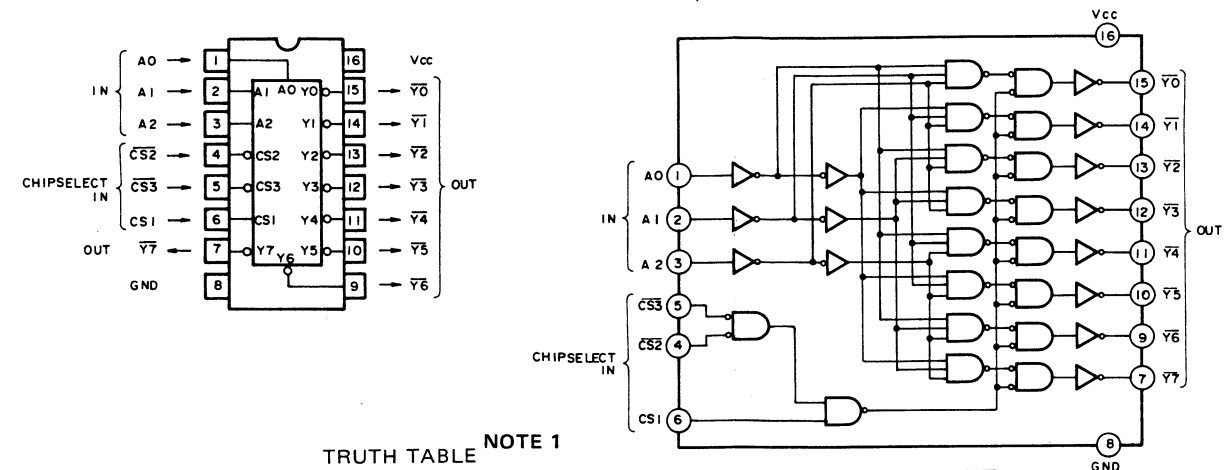 A0 1 16 Vcc
IN A1 2 A1 A0 Y0 15 Y0
A2 3 A2 Y1 14 Y1
CS2 4 CS2 Y2 13 Y2
CHIPSELECT IN CS3 5 CS3 Y3 12 Y3 OUT
CS1 6 CS1 Y4 11 Y4
OUT Y7 7 Y7 Y6 Y5 10 Y5
GND 8 9 Y6
Vcc
16
15 Y0
14 Y1
13 Y2
12 Y3
11 Y4
10 Y5
9 Y6
7 Y7
OUT
IN
A0 1
A1 2
A2 3
CS3 5
CS2 4
CHIPSELECT
IN
CS1 6
8
GND
TRUTH TABLE NOTE 1